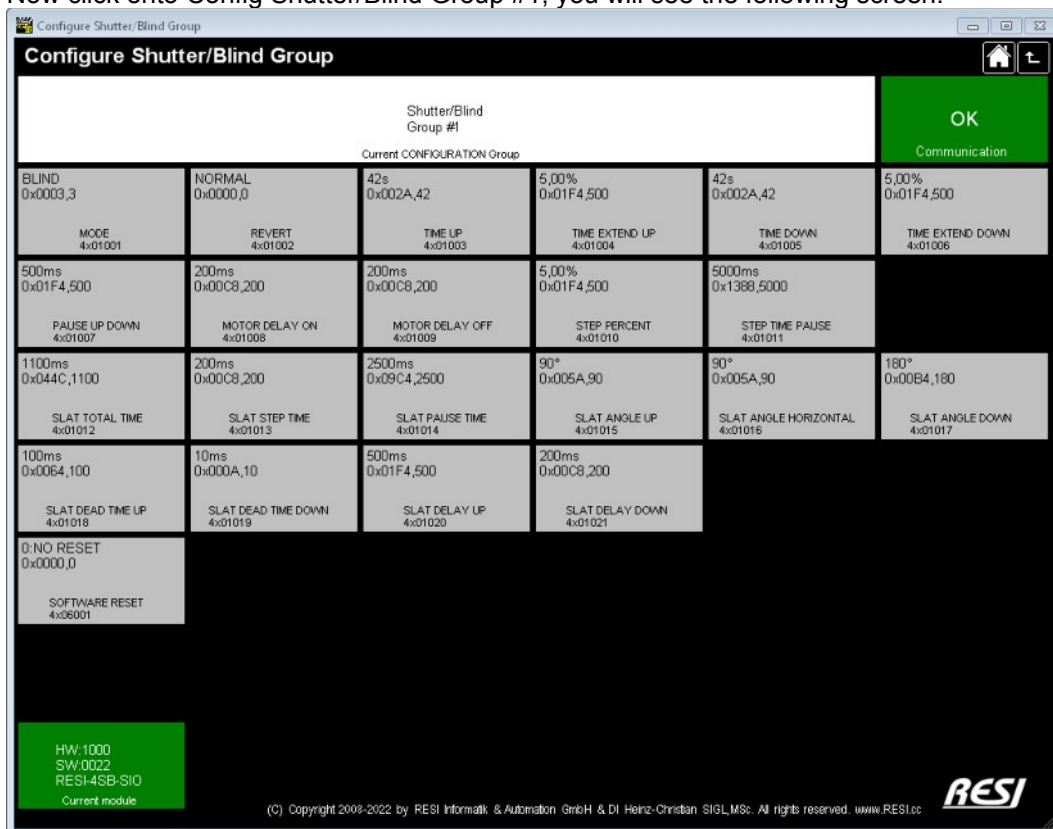 Now click onto Config Shutter/Blind Group #1, you will see the following screen:
Configure Shutter/Blind Group
Configure Shutter/Blind Group
Shutter/Blind
Group #1
Current CONFIGURATION Group
OK
Communication
BLIND
0x0003,3
MODE
4x01001
NORMAL
0x0000,0
REVERT
4x01002
42s
0x002A,42
TIME UP
4x01003
5,00%
0x01F4,500
TIME EXTEND UP
4x01004
42s
0x002A,42
TIME DOWN
4x01005
5,00%
0x01F4,500
TIME EXTEND DOWN
4x01006
500ms
0x01F4,500
PAUSE UP DOWN
4x01007
200ms
0x00C8,200
MOTOR DELAY ON
4x01008
200ms
0x00C8,200
MOTOR DELAY OFF
4x01009
5,00%
0x01F4,500
STEP PERCENT
4x01010
5000ms
0x1388,5000
STEP TIME PAUSE
4x01011
1100ms
0x044C,1100
SLAT TOTAL TIME
4x01012
200ms
0x00C8,200
SLAT STEP TIME
4x01013
2500ms
0x09C4,2500
SLAT PAUSE TIME
4x01014
90°
0x005A,90
SLAT ANGLE UP
4x01015
90°
0x005A,90
SLAT ANGLE HORIZONTAL
4x01016
180°
0x00B4,180
SLAT ANGLE DOWN
4x01017
100ms
0x0064,100
SLAT DEAD TIME UP
4x01018
10ms
0x000A,10
SLAT DEAD TIME DOWN
4x01019
500ms
0x01F4,500
SLAT DELAY UP
4x01020
200ms
0x00C8,200
SLAT DELAY DOWN
4x01021
0:NO RESET
0x0000,0
SOFTWARE RESET
4x06001
HW:1000
SW:0022
RESI-4SB-SIO
Current module
(C) Copyright 2008-2022 by RESI Informatik & Automation GmbH & DI Heinz-Christian SIGL,MSc. All rights reserved. www.RESI.cc
RESI